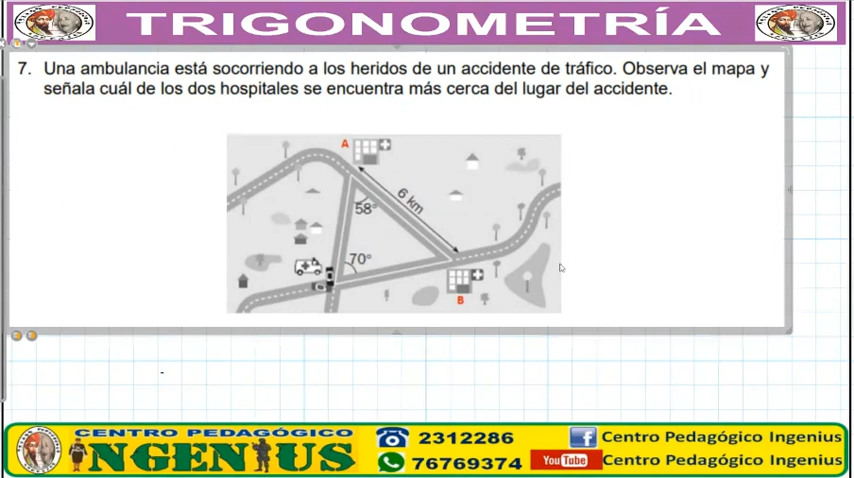 TRIGONOMETRÍA
7. Una ambulancia está socorriendo a los heridos de un accidente de tráfico. Observa el mapa y
señala cuál de los dos hospitales se encuentra más cerca del lugar del accidente.
A
6 km
58°
70°
B
CENTRO PEDAGÓGICO
INGENIUS
2312286
76769374
Centro Pedagógico Ingenius
You Tube Centro Pedagógico Ingenius